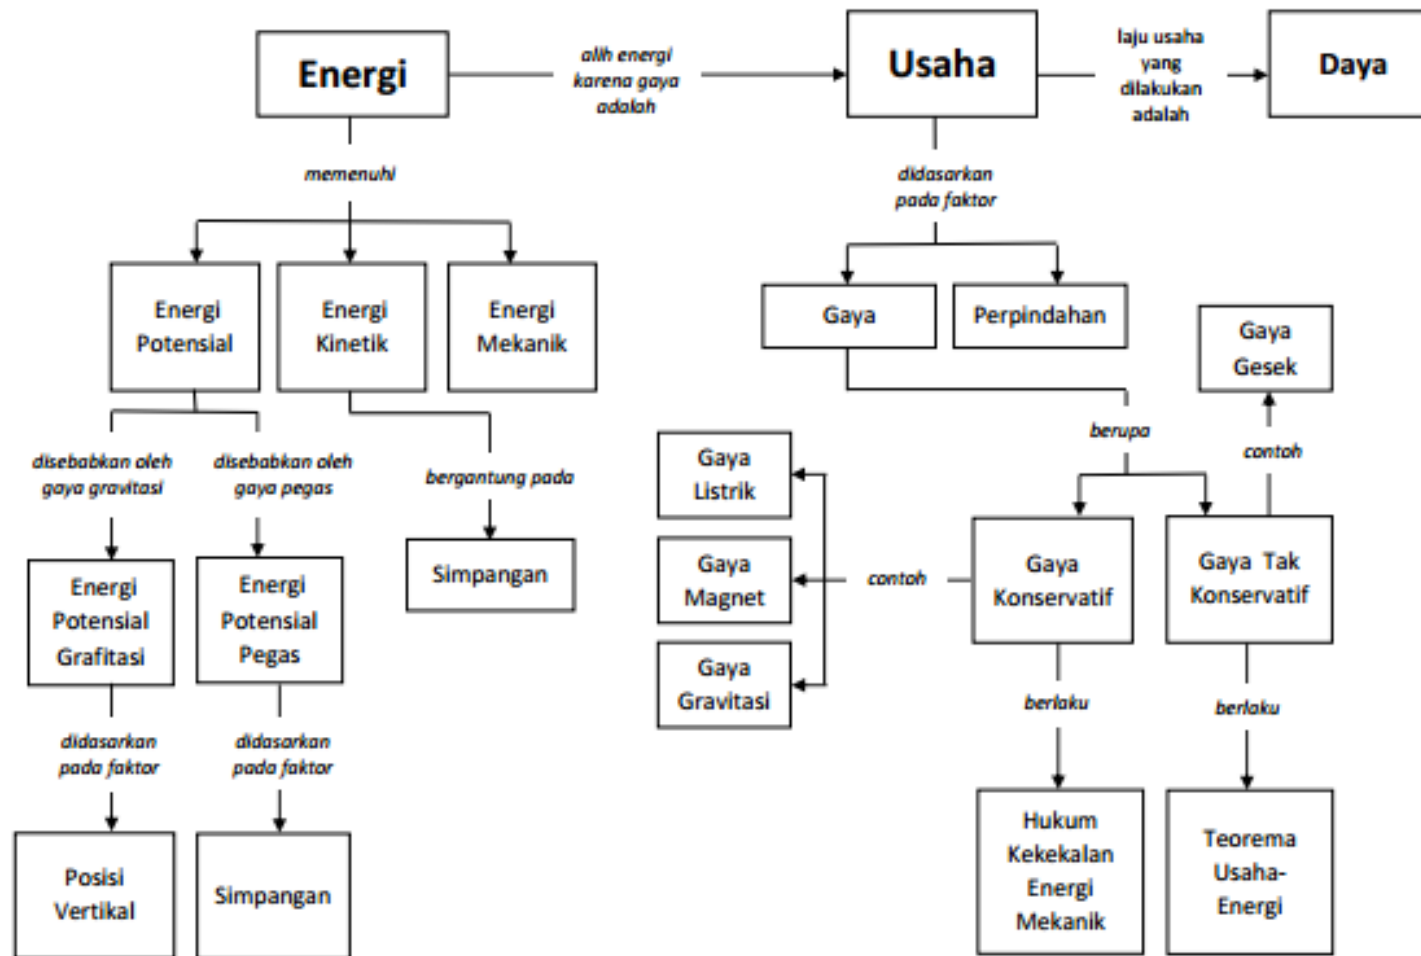 Energi
alih energi
karena gaya
adalah
Usaha
laju usaha
yang
dilakukan
adalah
Daya
memenuhi
didasarkan
pada faktor
Energi
Potensial
Energi
Kinetik
Energi
Mekanik
Gaya
Perpindahan
Gaya
Gesek
disebabkan oleh
gaya gravitasi
disebabkan oleh
gaya pegas
bergantung pada
berupa
contoh
Gaya
Listrik
Gaya
Magnet
Gaya
Gravitasi
contoh
Gaya
Konservatif
Gaya Tak
Konservatif
Energi
Potensial
Grafitasi
Energi
Potensial
Pegas
Simpangan
berlaku
berlaku
didasarkan
pada faktor
didasarkan
pada faktor
Posisi
Vertikal
Simpangan
Hukum
Kekekalan
Energi
Mekanik
Teorema
Usaha-
Energi